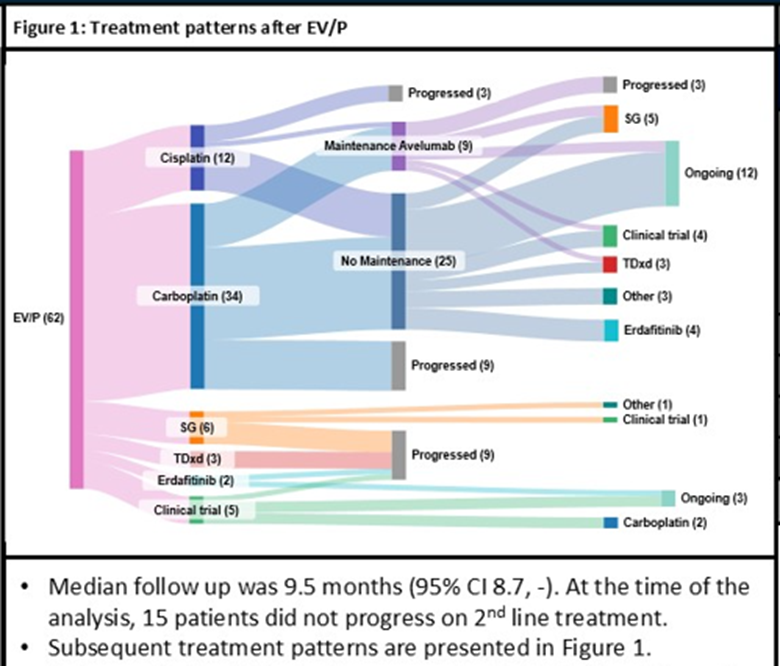 Figure 1: Treatment patterns after EV/P
Progressed (3)
Progressed (3)
SG (5)
Maintenance Avelumab (9)
Cisplatin (12)
Ongoing (12)
Clinical trial (4)
No Maintenance (25)
TDxd (3)
Carboplatin (34)
Other (3)
EV/P (62)
Erdafitinib (4)
Progressed (9)
Other (1)
Clinical trial (1)
SG (6)
Progressed (9)
TDxd (3)
Erdafitinib (2)
Ongoing (3)
Clinical trial (5)
Carboplatin (2)
• Median follow up was 9.5 months (95% CI 8.7, -). At the time of the
analysis, 15 patients did not progress on 2nd line treatment.
• Subsequent treatment patterns are presented in Figure 1.